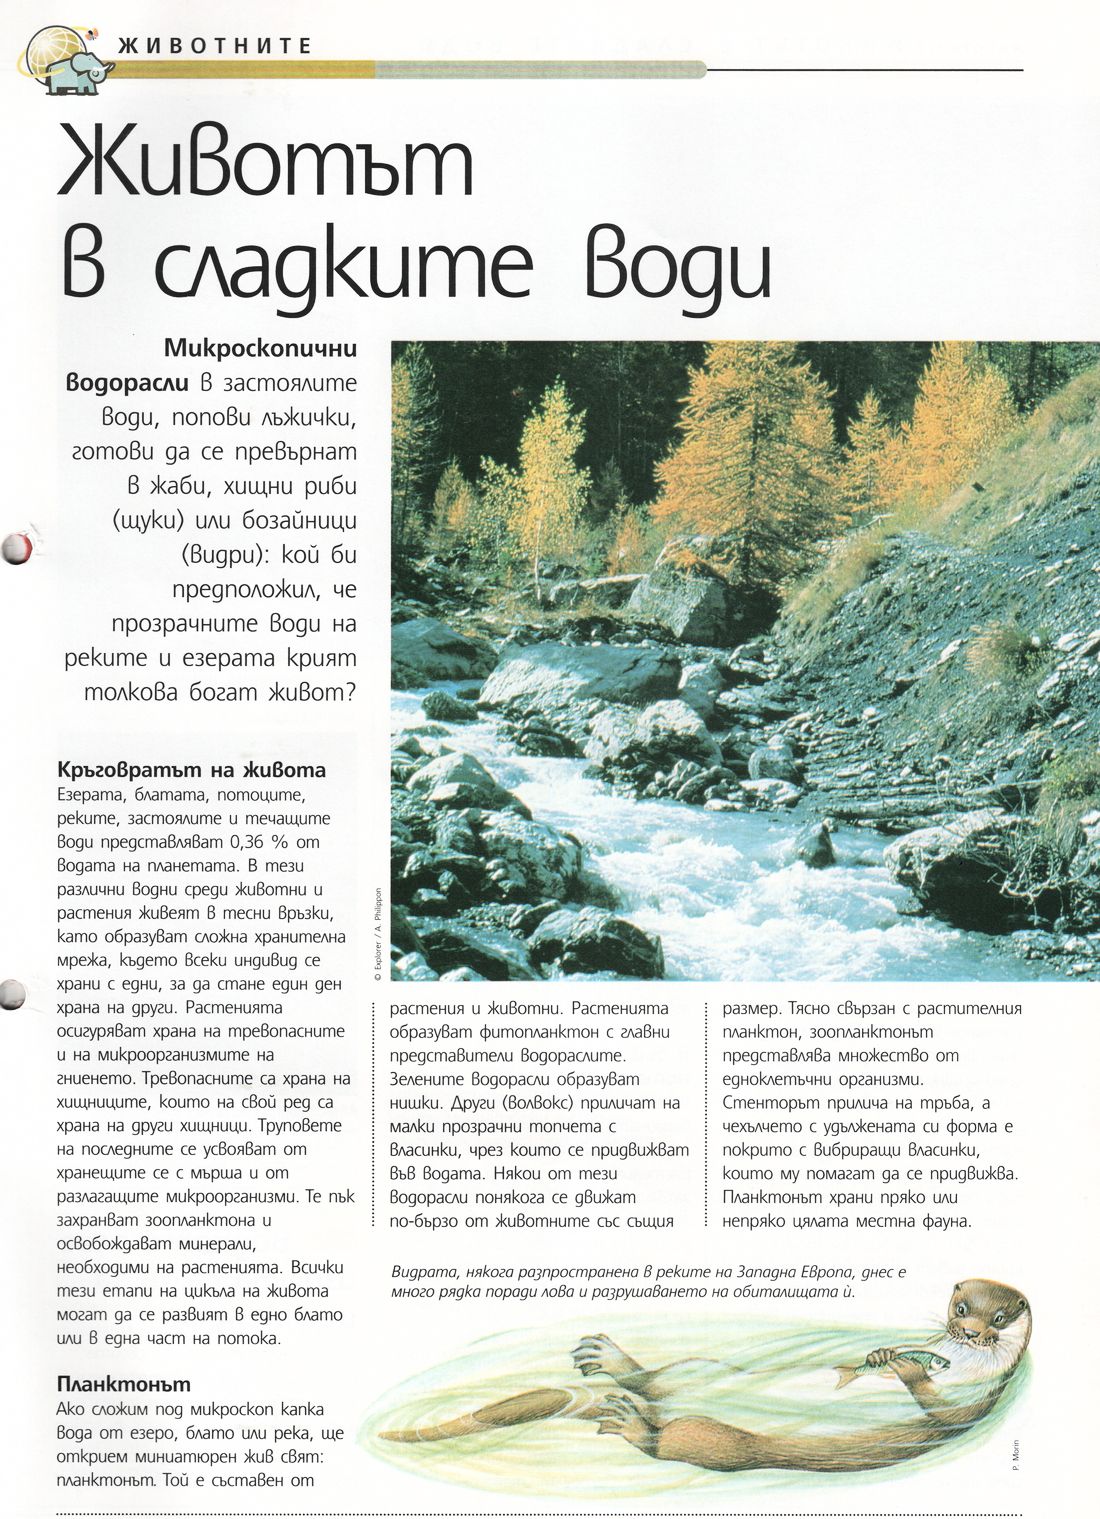 ЖИВОТНИТЕ
Животът
в сладките води
Микроскопични
водорасли в застоялите
води, попови лъжички,
готови да се превърнат
в жаби, хищни риби
(щуки) или бозайници
(видри): кой би
предположил, че
прозрачните води на
реките и езерата крият
толкова богат живот?
Кръговратът на живота
Езерата, блатата, потоците,
реките, застоялите и течащите
води представляват 0,36 % от
водата на планетата. В тези
различни водни среди животни и
растения живеят в тесни връзки,
като образуват сложна хранителна
мрежа, където всеки индивид се
храни с едни, за да стане един ден
храна на други. Растенията
осигуряват храна на тревопасните
и на микроорганизмите на
гниенето. Тревопасните са храна на
хищниците, които на свой ред са
храна на други хищници. Труповете
на последните се усвояват от
хранещите се с мърша и от
разлагащите микроорганизми. Те пък
захранват зоопланктона и
освобождават минерали,
необходими на растенията. Всички
тези етапи на цикъла на живота
могат да се развият в едно блато
или в една част на потока.
Планктонът
Ако сложим под микроскоп капка
вода от езеро, блато или река, ще
открием миниатюрен жив свят:
планктонът. Той е съставен от
© Explorer / A. Philippon
растения и животни. Растенията
образуват фитопланктон с главни
представители водораслите.
Зелените водорасли образуват
нишки. Други (волвокс) приличат на
малки прозрачни топчета с
власинки, чрез които се придвижват
във водата. Някои от тези
водорасли понякога се движат
по-бързо от животните със същия
размер. Тясно свързан с растителния
планктон, зоопланктонът
представлява множество от
едноклетъчни организми.
Стенторът прилича на тръба, а
чехълчето с удължената си форма е
покрито с вибриращи власинки,
които му помагат да се придвижва.
Планктонът храни пряко или
непряко цялата местна фауна.
Видрата, някога разпространена в реките на Западна Европа, днес е
много рядка поради лова и разрушаването на обиталищата ѝ.
P. Morin